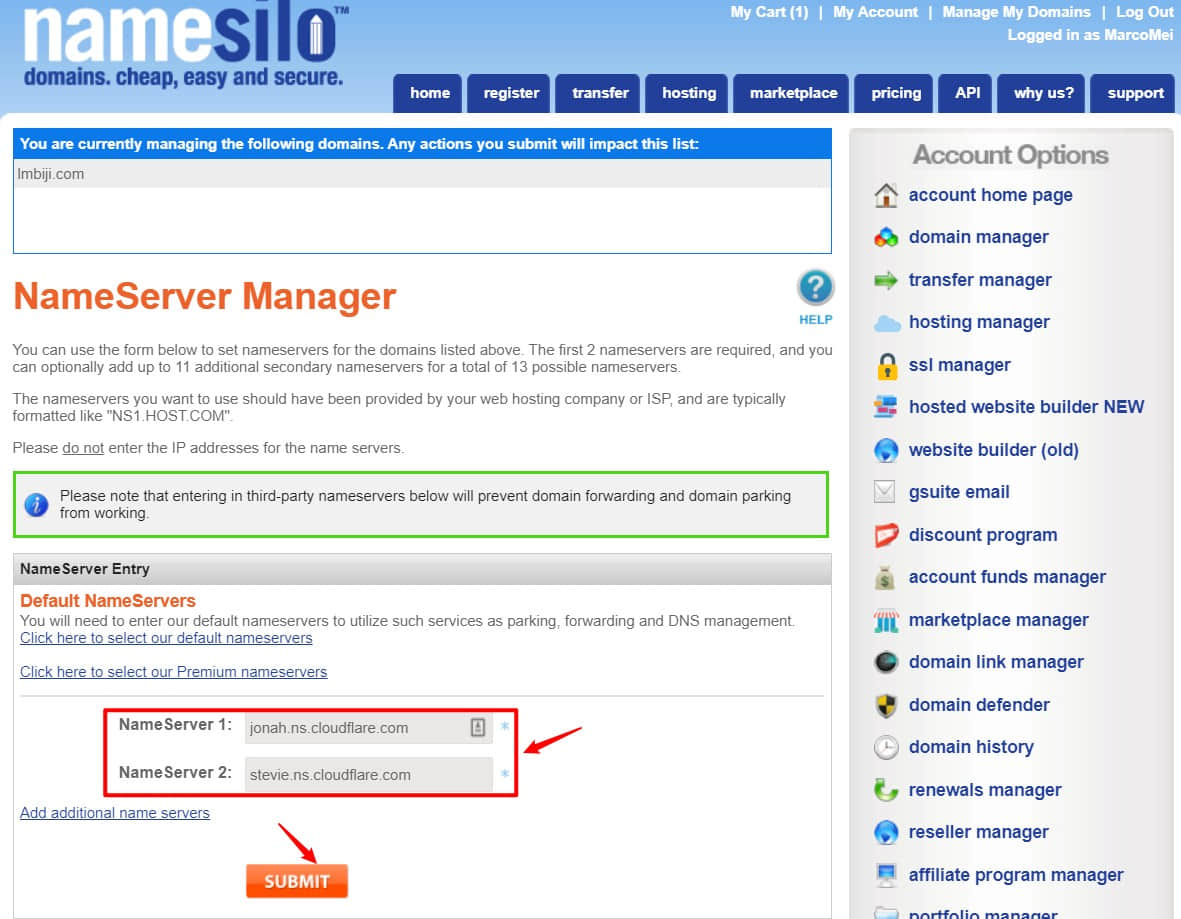 namesilo™
domains. cheap, easy and secure.
My Cart (1) | My Account | Manage My Domains | Log Out
Logged in as MarcoMei
home register transfer hosting marketplace pricing API why us? support
You are currently managing the following domains. Any actions you submit will impact this list:
lmbiji.com
NameServer Manager
HELP
You can use the form below to set nameservers for the domains listed above. The first 2 nameservers are required, and you
can optionally add up to 11 additional secondary nameservers for a total of 13 possible nameservers.
The nameservers you want to use should have been provided by your web hosting company or ISP, and are typically
formatted like "NS1.HOST.COM".
Please do not enter the IP addresses for the name servers.
Please note that entering in third-party nameservers below will prevent domain forwarding and domain parking
from working.
NameServer Entry
Default NameServers
You will need to enter our default nameservers to utilize such services as parking, forwarding and DNS management.
Click here to select our default nameservers
Click here to select our Premium nameservers
NameServer 1: jonah.ns.cloudflare.com *
NameServer 2: stevie.ns.cloudflare.com *
Add additional name servers
SUBMIT
Account Options
account home page
domain manager
transfer manager
hosting manager
ssl manager
hosted website builder NEW
website builder (old)
gsuite email
discount program
account funds manager
marketplace manager
domain link manager
domain defender
domain history
renewals manager
reseller manager
affiliate program manager
portfolio manager